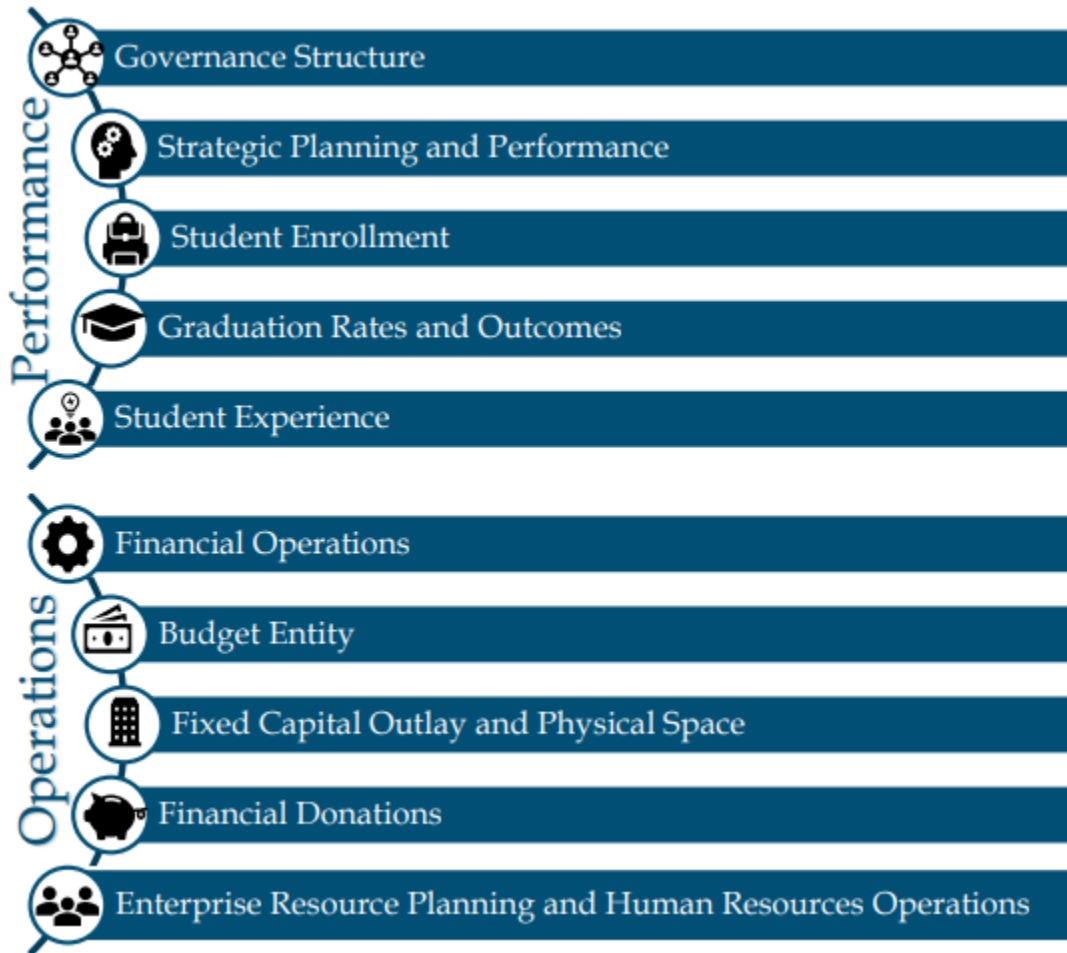 Performance
Governance Structure
Strategic Planning and Performance
Student Enrollment
Graduation Rates and Outcomes
Student Experience
Operations
Financial Operations
Budget Entity
Fixed Capital Outlay and Physical Space
Financial Donations
Enterprise Resource Planning and Human Resources Operations